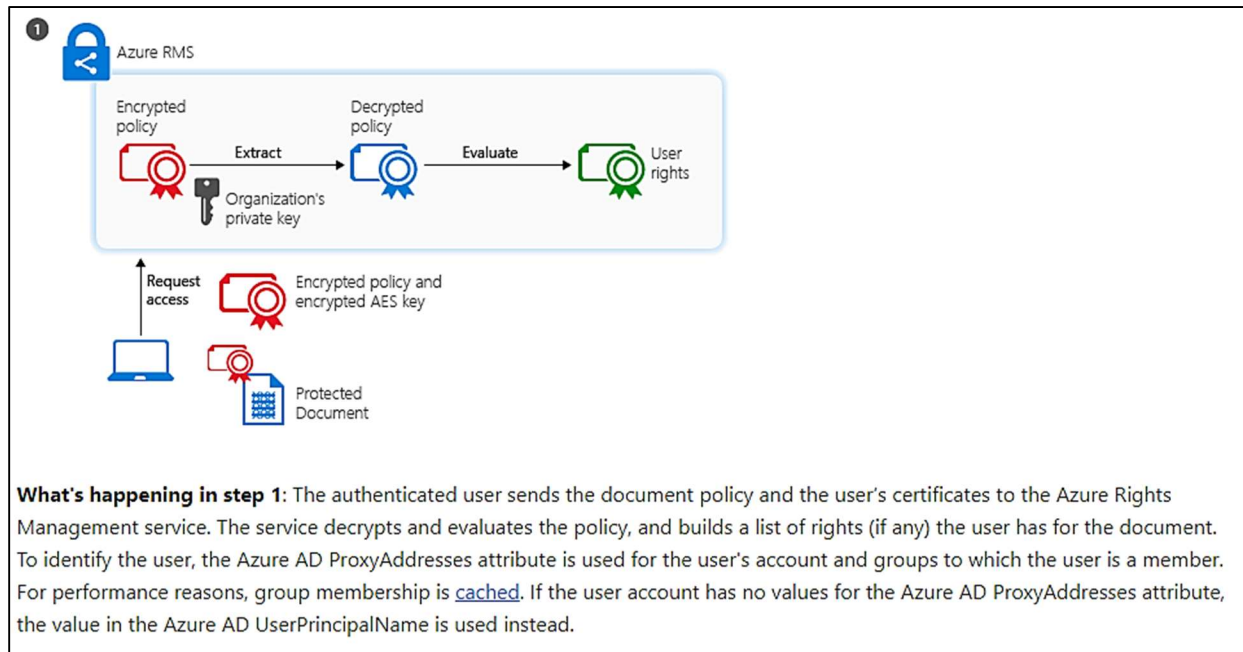 1
Azure RMS
Encrypted
policy
Decrypted
policy
Extract
Evaluate
User
rights
Organization's
private key
Request
access
Encrypted policy and
encrypted AES key
Protected
Document
What's happening in step 1: The authenticated user sends the document policy and the user's certificates to the Azure Rights
Management service. The service decrypts and evaluates the policy, and builds a list of rights (if any) the user has for the document.
To identify the user, the Azure AD ProxyAddresses attribute is used for the user's account and groups to which the user is a member.
For performance reasons, group membership is cached. If the user account has no values for the Azure AD ProxyAddresses attribute,
the value in the Azure AD UserPrincipalName is used instead.